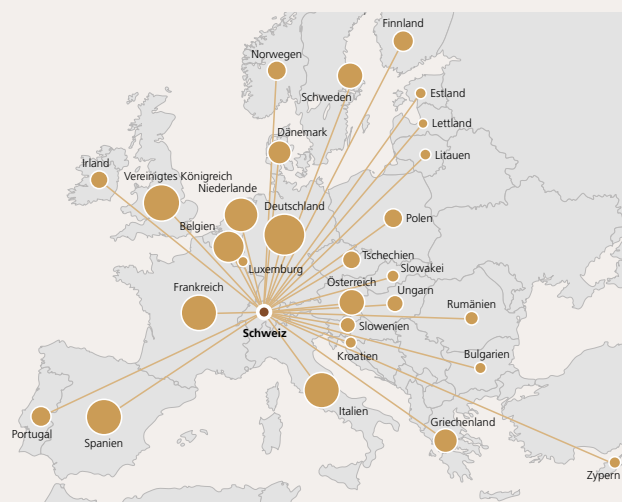 Finnland
Norwegen
Schweden
Estland
Lettland
Dänemark
Litauen
Irland
Vereinigtes Königreich
Niederlande
Deutschland
Polen
Belgien
Luxemburg
Tschechien
Slowakei
Frankreich
Österreich
Ungarn
Rumänien
Schweiz
Slowenien
Kroatien
Bulgarien
Italien
Griechenland
Portugal
Spanien
Zypern